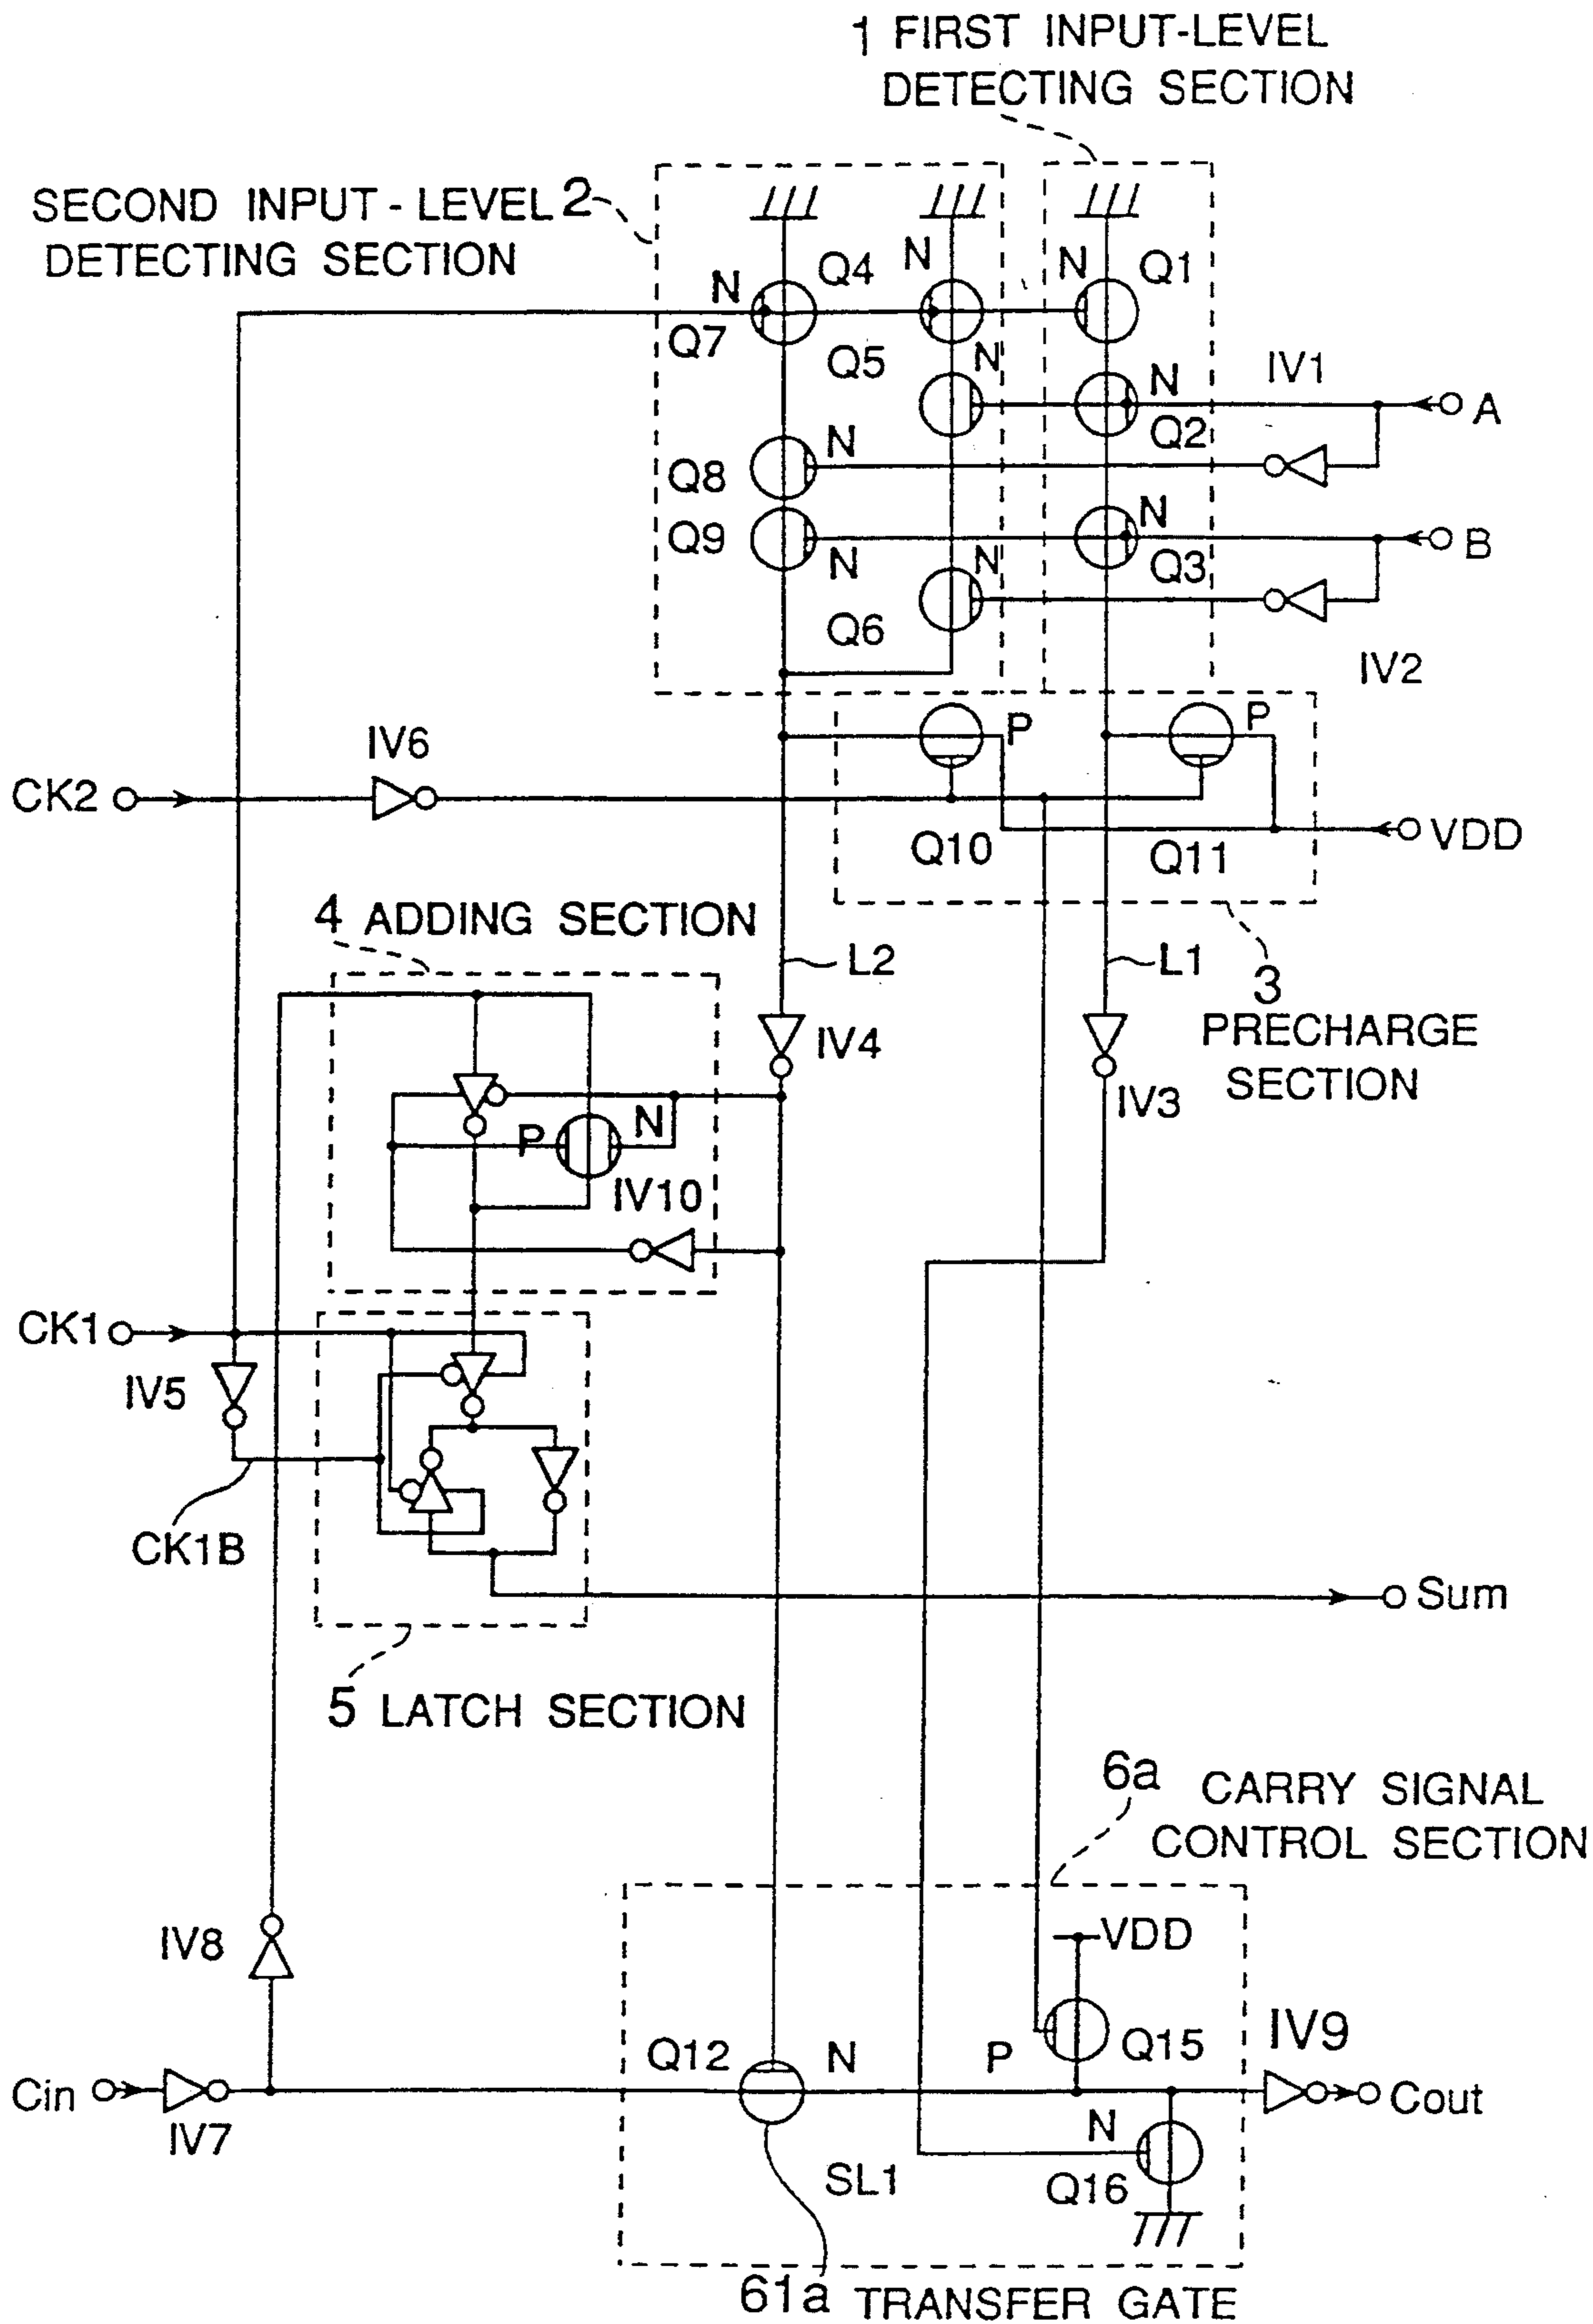 1 FIRST INPUT-LEVEL
DETECTING SECTION
SECOND INPUT-LEVEL 2
DETECTING SECTION
N
Q4
N
N
Q1
Q7
Q5
N
N
IV1
A
Q2
Q8
N
Q9
N
N
N
Q3
B
Q6
IV2
P
P
IV6
CK2
Q10
Q11
VDD
4 ADDING SECTION
L2
L1
3
PRECHARGE
SECTION
IV4
IV3
P
N
IV10
CK1
IV5
CK1B
Sum
5 LATCH SECTION
6a CARRY SIGNAL
CONTROL SECTION
IV8
VDD
Q12
N
P
Q15
IV9
Cin
IV7
Cout
N
SL1
Q16
61a TRANSFER GATE